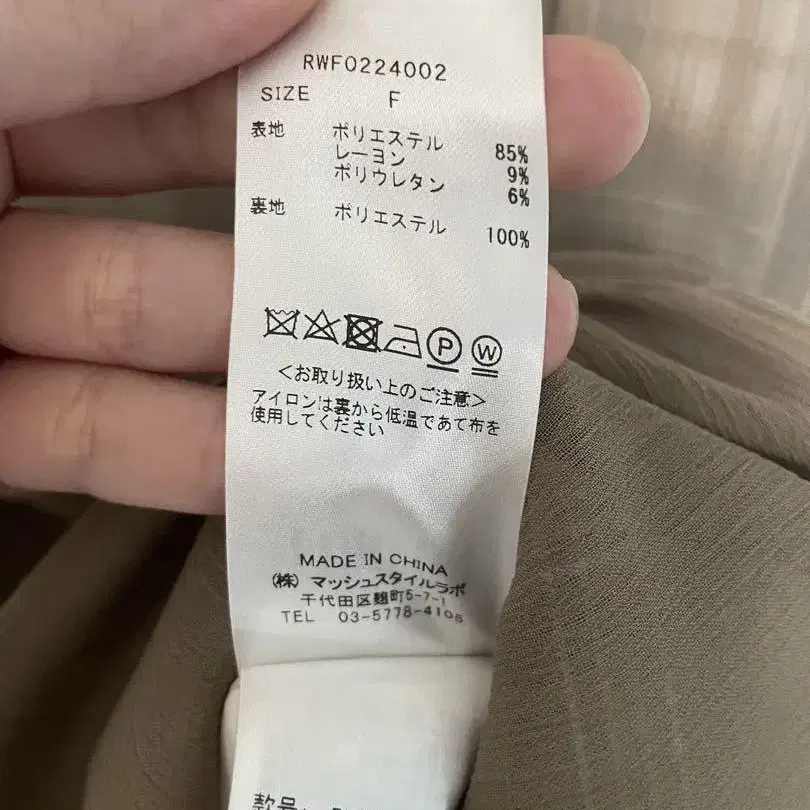 RWF0224002
SIZE F
表地 ポリエステル 85%
レーヨン 9%
ポリウレタン 6%
裏地 ポリエステル 100%
P W
<お取り扱い上のご注意>
アイロンは裏から低温であて布を
使用してください
MADE IN CHINA
(株) マッシュスタイルラボ
千代田区麹町5-7-1
TEL 03-5778-4106
款号